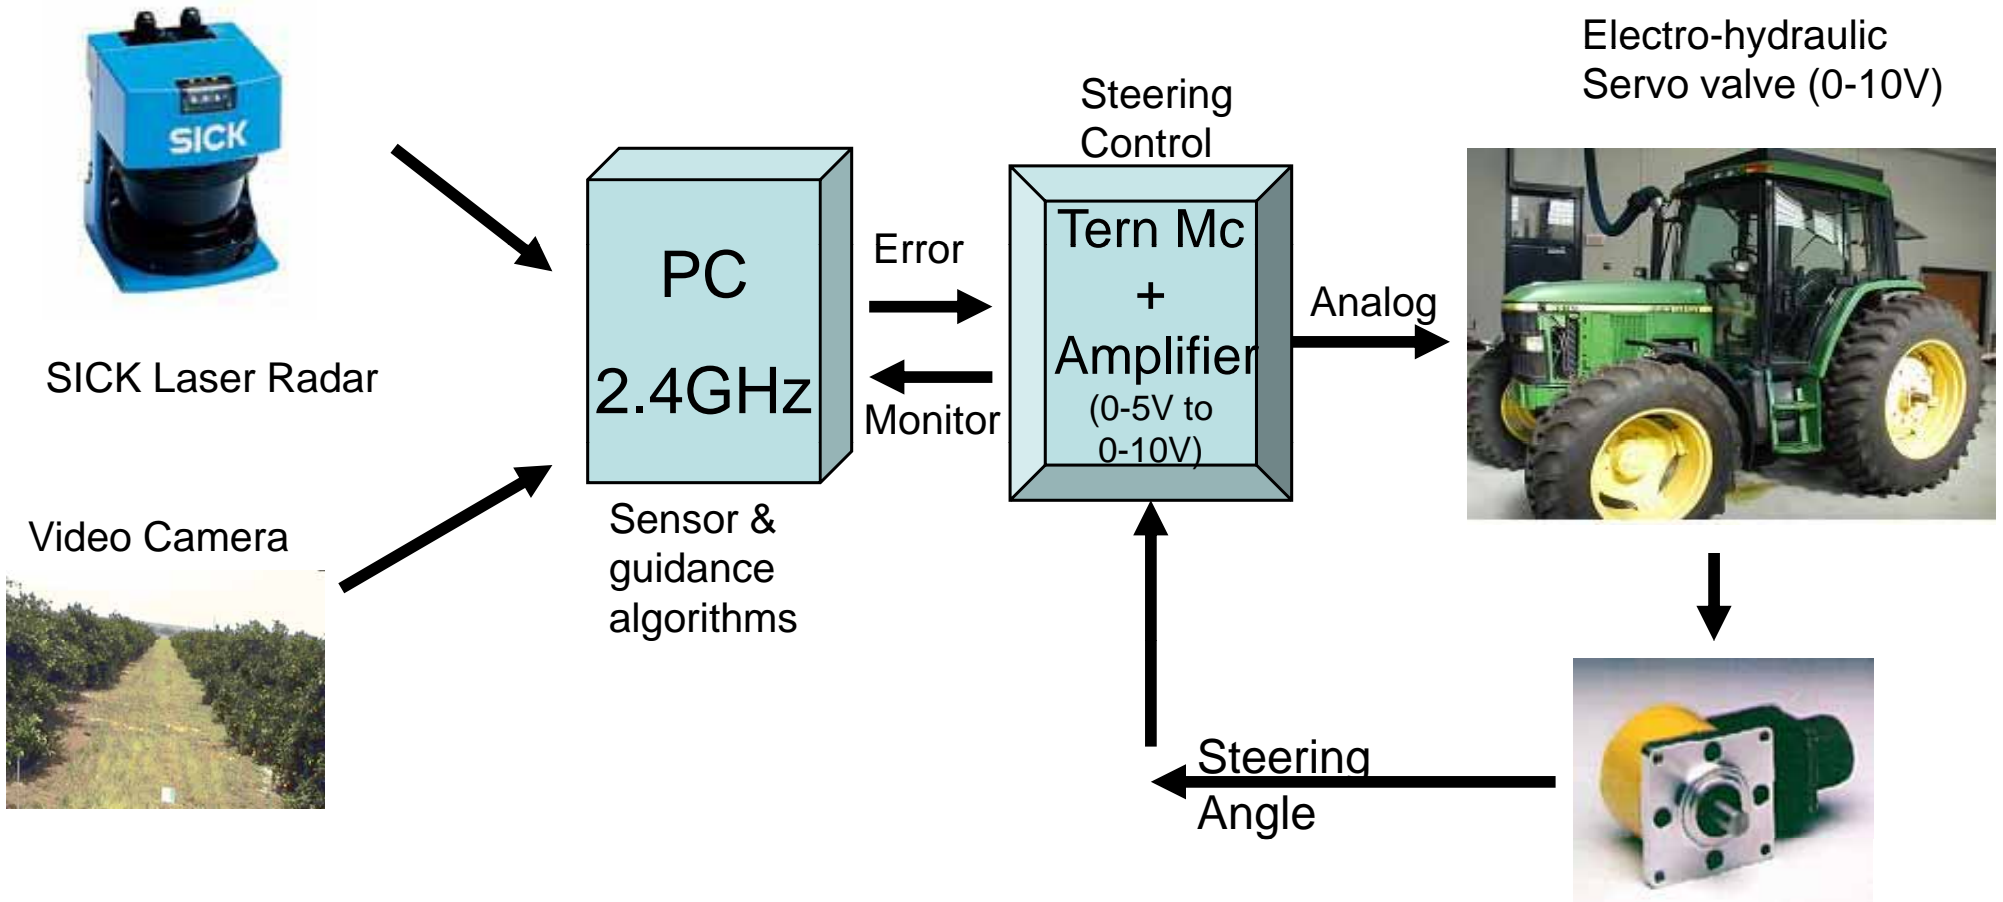 SICK
SICK Laser Radar
Video Camera
PC
2.4GHz
Sensor &
guidance
algorithms
Error
Monitor
Steering
Control
Tern Mc
+
Amplifier
(0-5V to
0-10V)
Analog
Electro-hydraulic
Servo valve (0-10V)
Steering
Angle